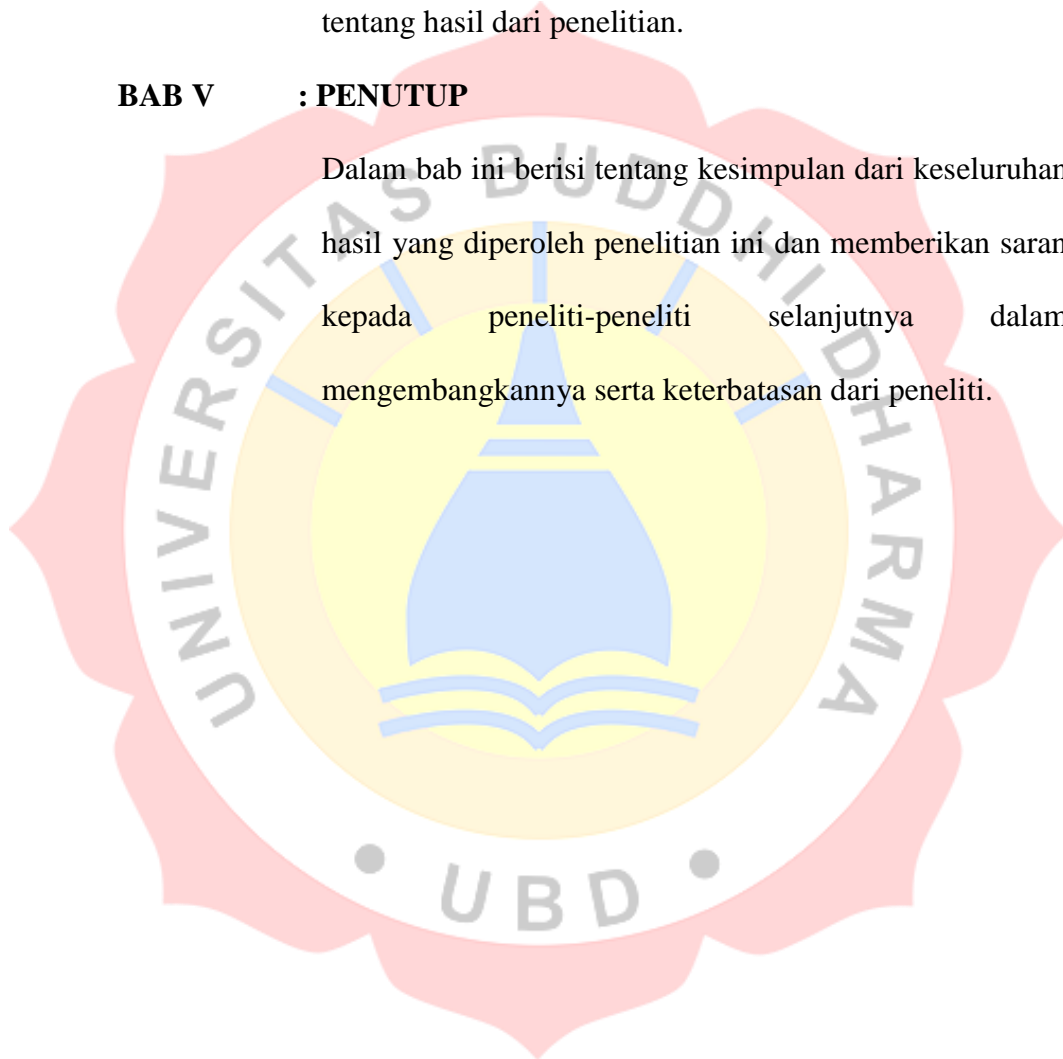 tentang hasil dari penelitian.
BAB V : PENUTUP
Dalam bab ini berisi tentang kesimpulan dari keseluruhan
hasil yang diperoleh penelitian ini dan memberikan saran
kepada peneliti-peneliti selanjutnya dalam
mengembangkannya serta keterbatasan dari peneliti.
UNIVERSITAS BUDDHI DHARMA
• UBD •